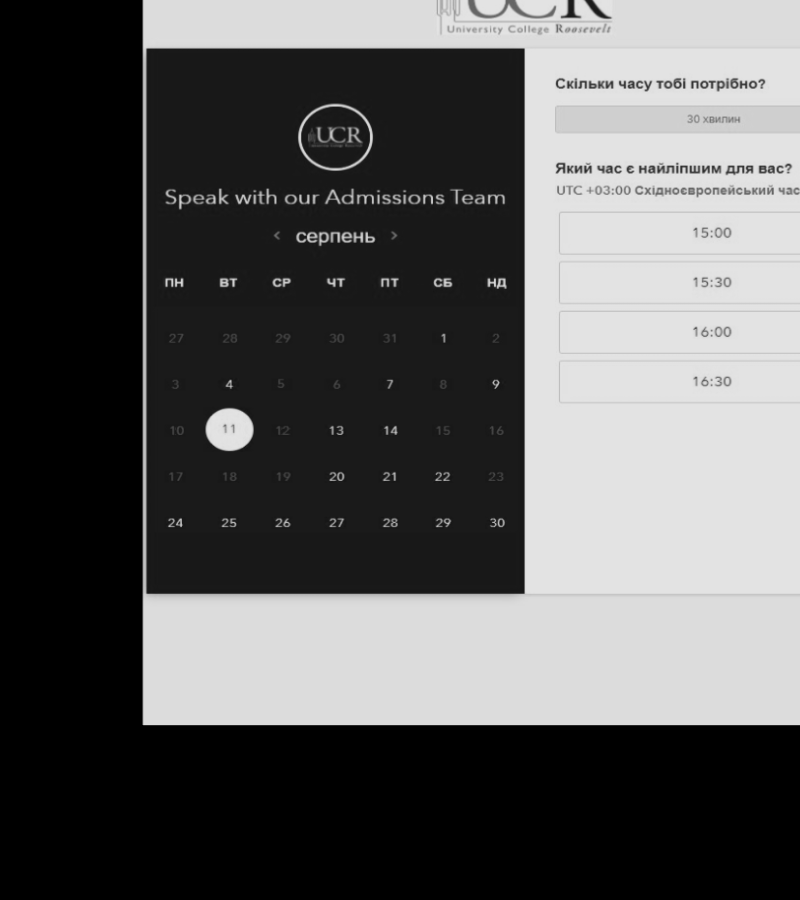 UCR
University College Roosevelt
UCR
Speak with our Admissions Team
< серпень >
ПН ВТ СР ЧТ ПТ СБ НД
27 28 29 30 31 1 2
3 4 5 6 7 8 9
10 11 12 13 14 15 16
17 18 19 20 21 22 23
24 25 26 27 28 29 30
Скільки часу тобі потрібно?
30 хвилин
Який час є найліпшим для вас?
UTC +03:00 Східноєвропейський час
15:00
15:30
16:00
16:30